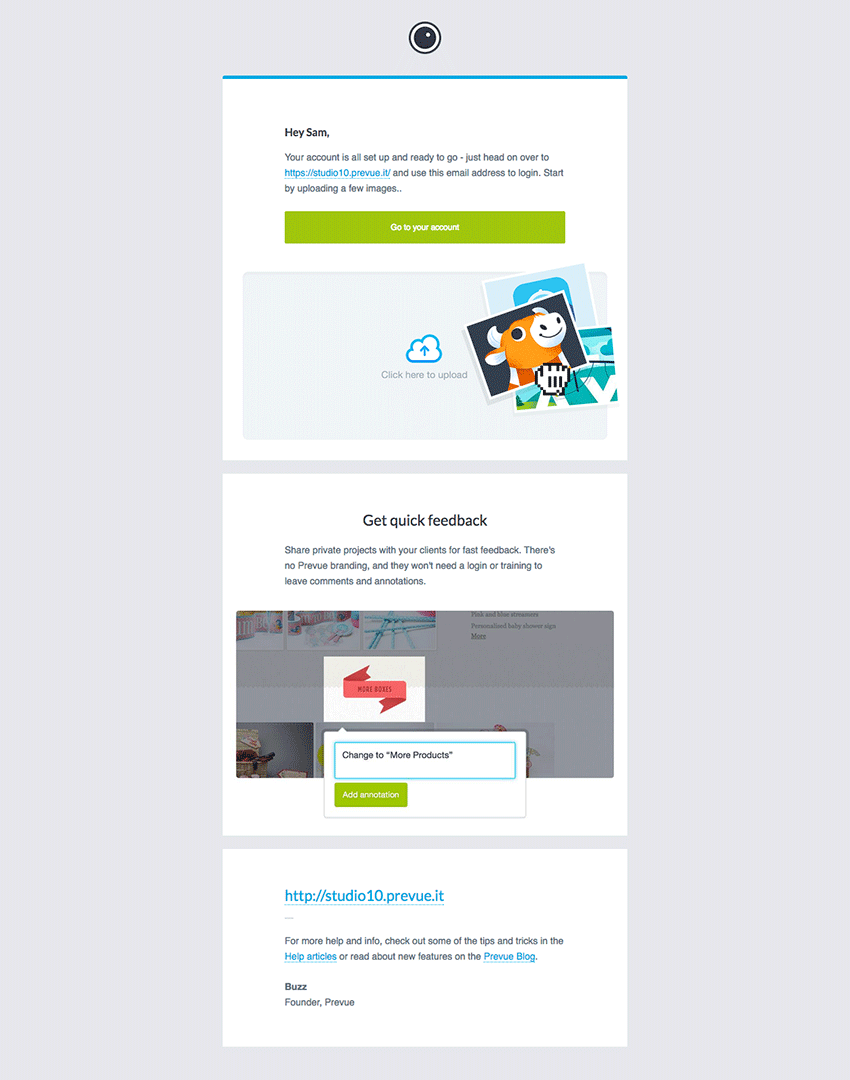 Hey Sam,
Your account is all set up and ready to go - just head on over to
https://studio10.prevue.it/ and use this email address to login. Start
by uploading a few images..
Go to your account
Click here to upload
Get quick feedback
Share private projects with your clients for fast feedback. There's
no Prevue branding, and they won't need a login or training to
leave comments and annotations.
Pink and blue streamers
Personalised baby shower sign
More
MORE BOXES
Change to “More Products”
Add annotation
http://studio10.prevue.it
---
For more help and info, check out some of the tips and tricks in the
Help articles or read about new features on the Prevue Blog.
Buzz
Founder, Prevue